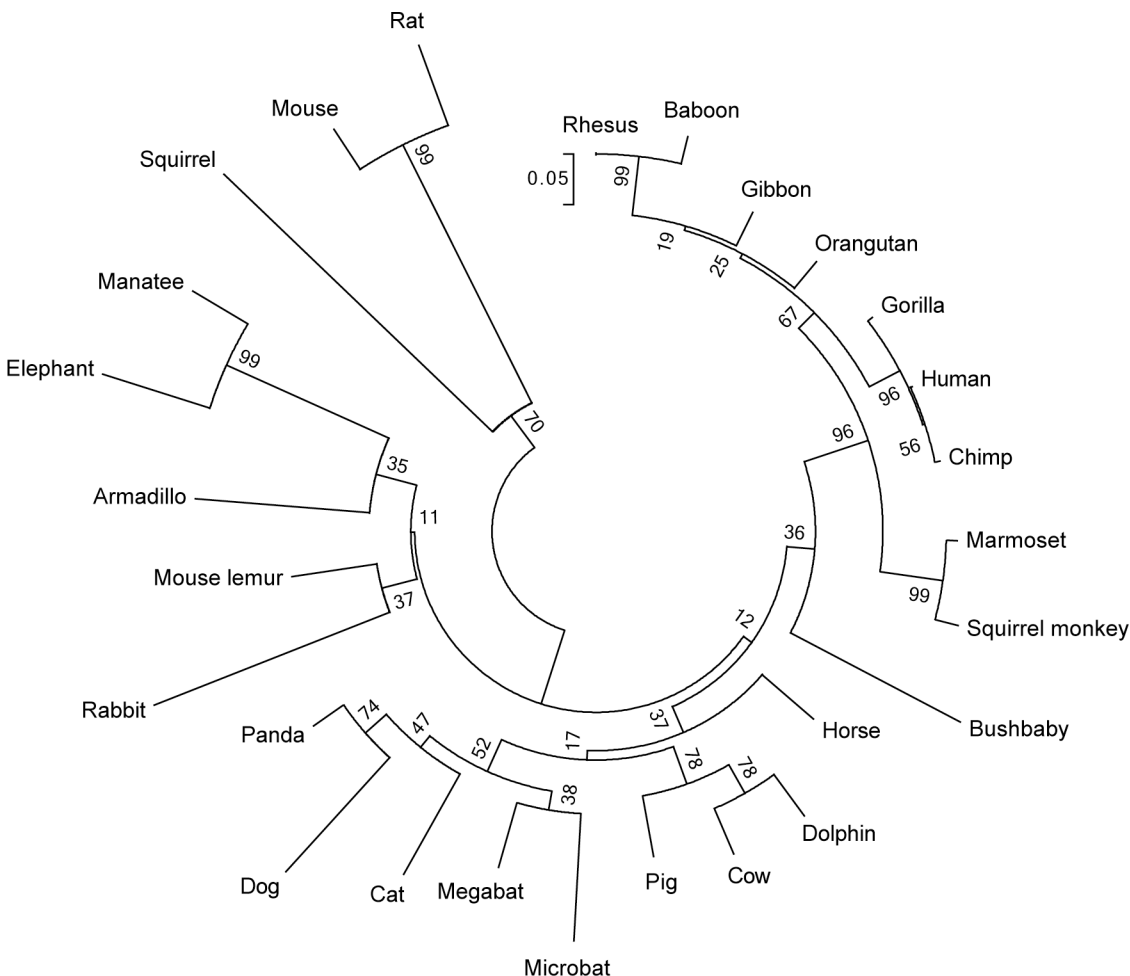 Rat
Mouse
99
Squirrel
Rhesus
Baboon
0.05
99
Gibbon
19
Orangutan
25
Manatee
Gorilla
67
Elephant
99
Human
96
70
96
56
Chimp
35
Armadillo
11
Marmoset
36
Mouse lemur
37
99
Squirrel monkey
12
Rabbit
37
Panda
74
47
52
17
Horse
Bushbaby
78
78
38
Dolphin
Dog
Cat
Megabat
Pig
Cow
Microbat